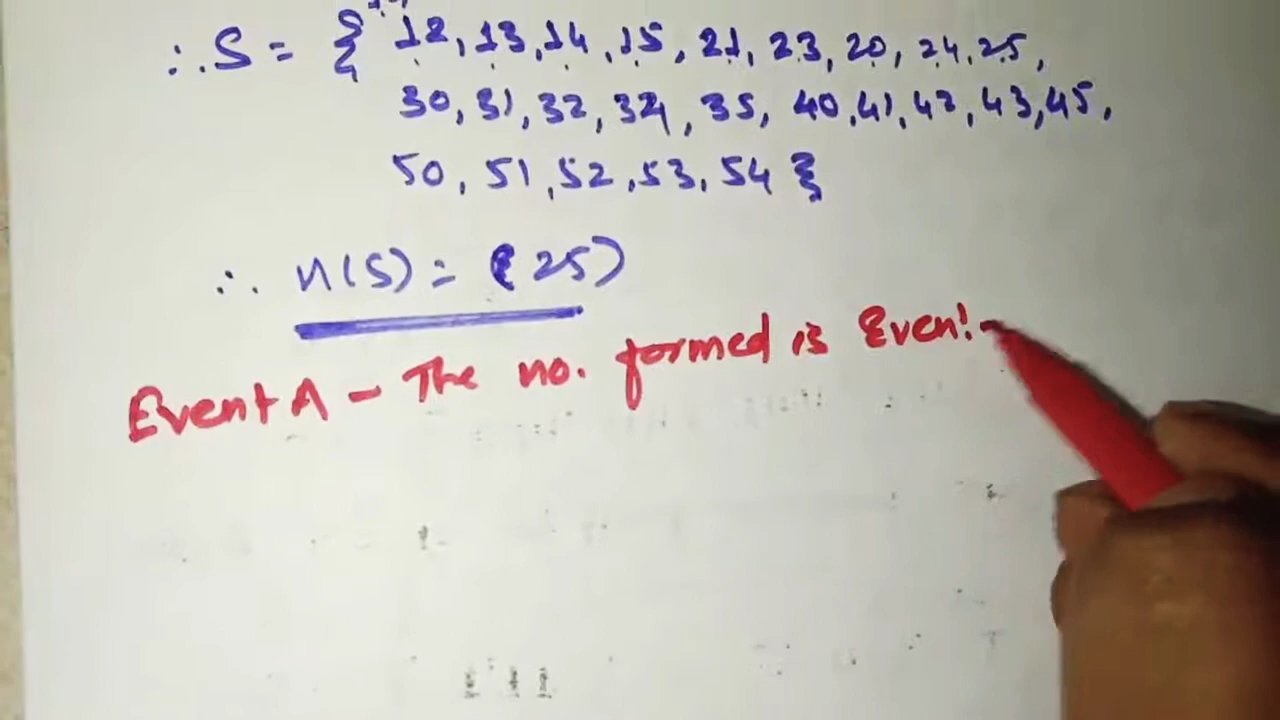 ∴ S = { 12, 13, 14, 15, 21, 23, 20, 24, 25,
30, 31, 32, 34, 35, 40, 41, 42, 43, 45,
50, 51, 52, 53, 54 }
∴ n(S) = (25)
Event A - The no. formed is Even:-